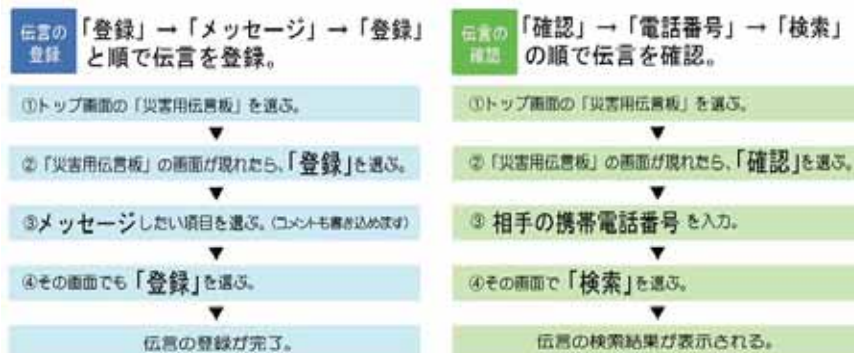 伝言の
登録
「登録」→「メッセージ」→「登録」
と順で伝言を登録。
①トップ画面の「災害用伝言板」を選ぶ。
▼
②「災害用伝言板」の画面が現れたら、「登録」を選ぶ。
▼
③メッセージしたい項目を選ぶ。(コメントも書き込めます)
▼
④その画面でも「登録」を選ぶ。
▼
伝言の登録が完了。
伝言の
確認
「確認」→「電話番号」→「検索」
の順で伝言を確認。
①トップ画面の「災害用伝言板」を選ぶ。
▼
②「災害用伝言板」の画面が現れたら、「確認」を選ぶ。
▼
③ 相手の携帯電話番号 を入力。
▼
④その画面で「検索」を選ぶ。
▼
伝言の検索結果が表示される。